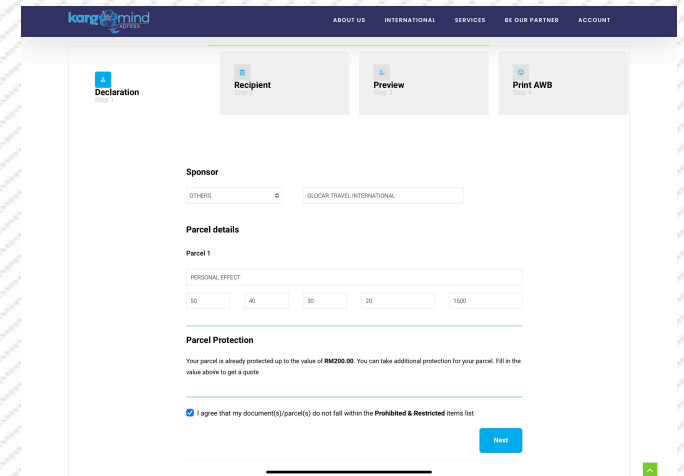 kargomind
xpress
ABOUT US INTERNATIONAL SERVICES BE OUR PARTNER ACCOUNT
Declaration
Step 1
Recipient
Step 2
Preview
Step 3
Print AWB
Step 4
Sponsor
OTHERS GLOCAR TRAVEL INTERNATIONAL
Parcel details
Parcel 1
PERSONAL EFFECT
50 40 30 20 1500
Parcel Protection
Your parcel is already protected up to the value of RM200.00. You can take additional protection for your parcel. Fill in the
value above to get a quote
I agree that my document(s)/parcel(s) do not fall within the Prohibited & Restricted items list
Next